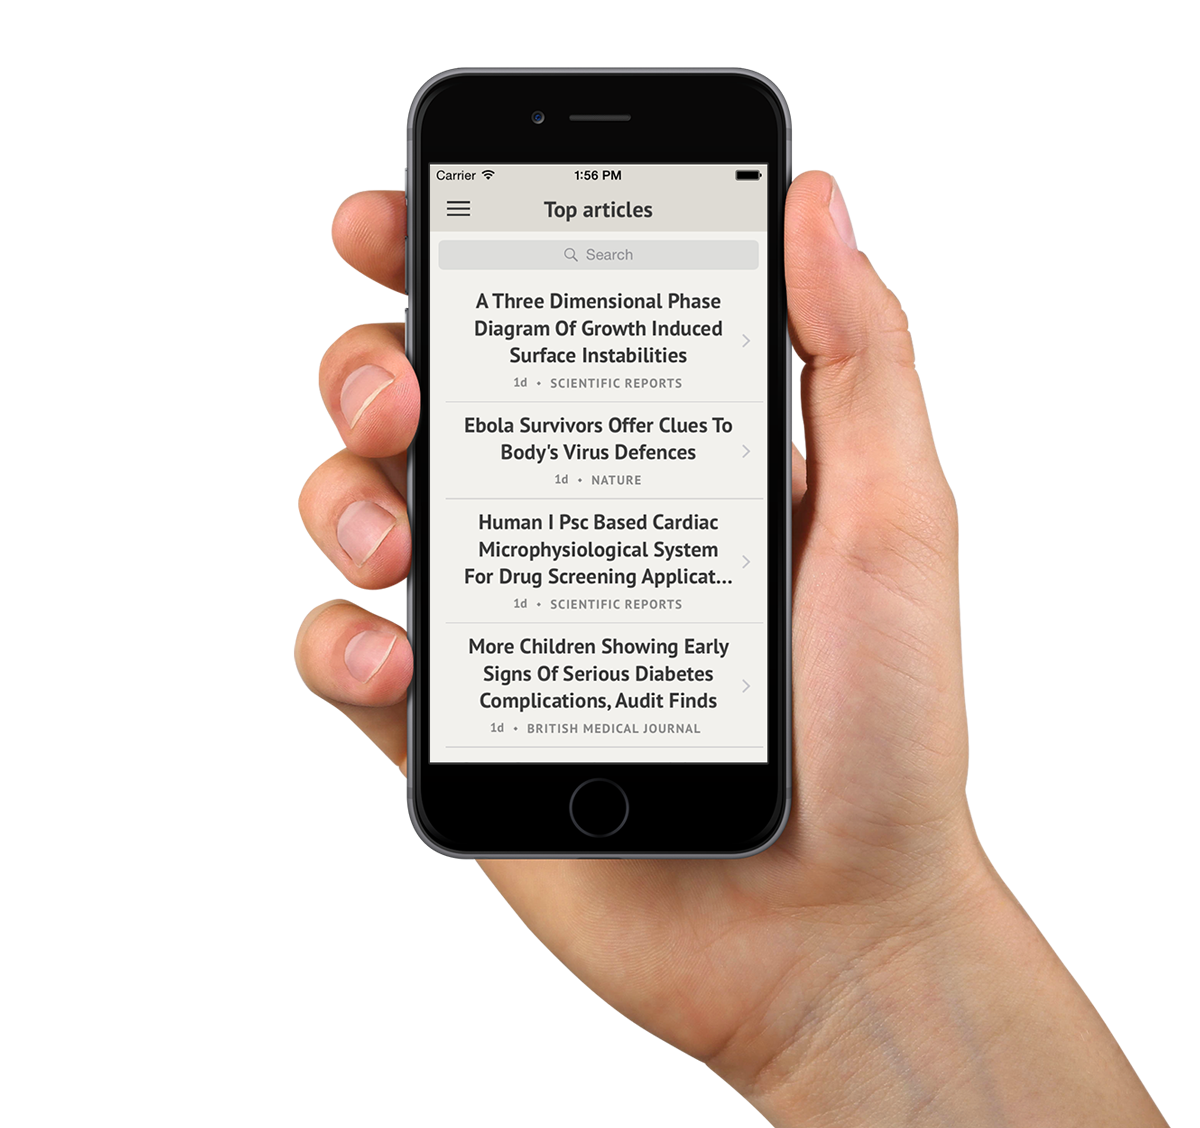 Carrier 1:56 PM
Top articles
Search
A Three Dimensional Phase
Diagram Of Growth Induced
Surface Instabilities
1d • SCIENTIFIC REPORTS
Ebola Survivors Offer Clues To
Body's Virus Defences
1d • NATURE
Human I Psc Based Cardiac
Microphysiological System
For Drug Screening Applicat...
1d • SCIENTIFIC REPORTS
More Children Showing Early
Signs Of Serious Diabetes
Complications, Audit Finds
1d • BRITISH MEDICAL JOURNAL